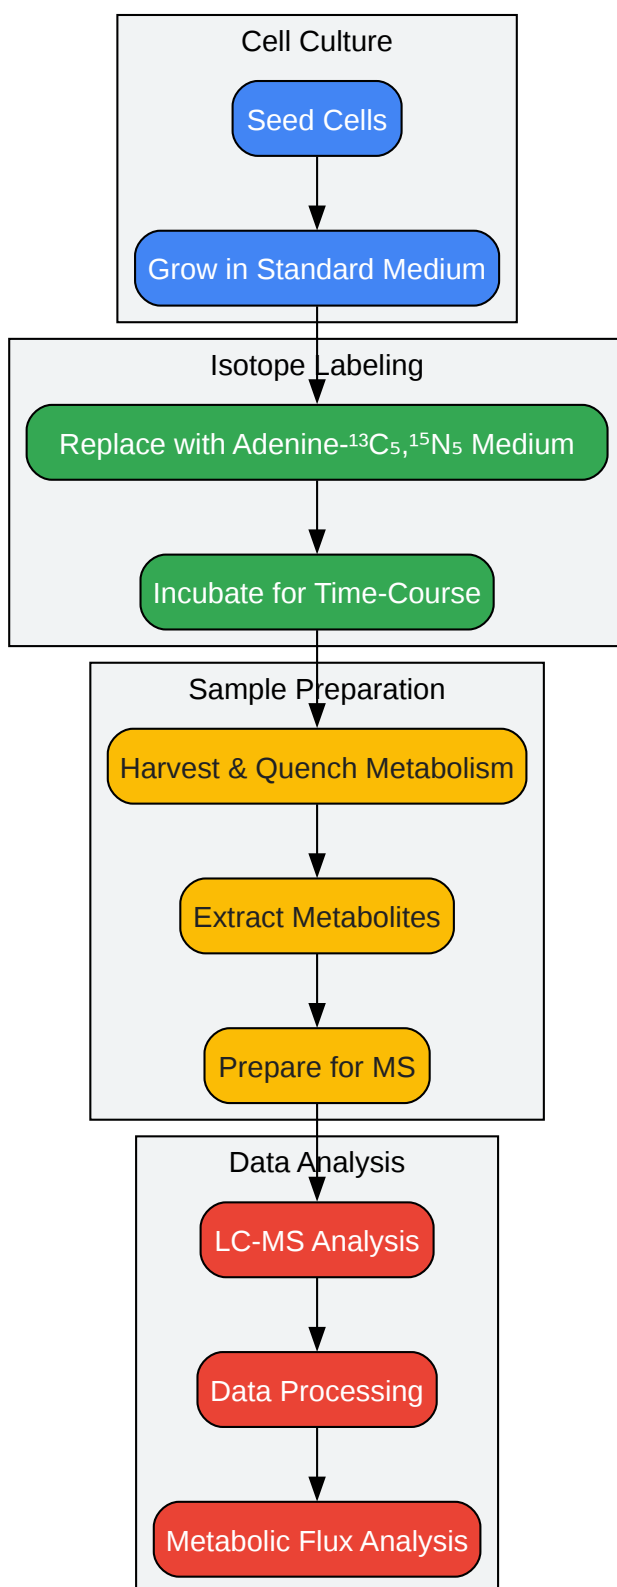 Cell Culture
Seed Cells
Grow in Standard Medium
Isotope Labeling
Replace with Adenine-¹³C₅,¹⁵N₅ Medium
Incubate for Time-Course
Sample Preparation
Harvest & Quench Metabolism
Extract Metabolites
Prepare for MS
Data Analysis
LC-MS Analysis
Data Processing
Metabolic Flux Analysis